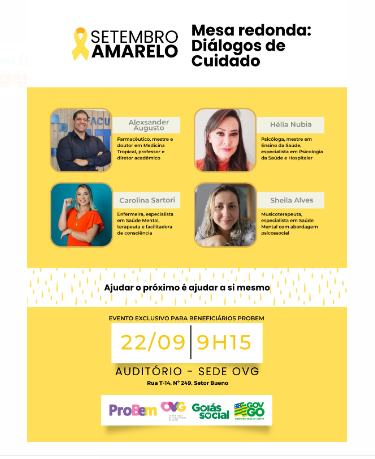 SETEMBRO
AMARELO
Mesa redonda:
Diálogos de
Cuidado
Alexsander
Augusto
Farmacêutico, mestre e
doutor em Medicina
Tropical, professor e
diretor acadêmico
Hélia Nubia
Psicóloga, mestre em
Ensino da Saúde,
especialista em Psicologia
da Saúde e Hospitalar
Carolina Sartori
Enfermeira, especialista
em Saúde Mental,
terapeuta e facilitadora
de consciência
Sheila Alves
Musicoterapeuta,
especialista em Saúde
Mental com abordagem
psicossocial
Ajudar o próximo é ajudar a si mesmo
EVENTO EXCLUSIVO PARA BENEFICIÁRIOS PROBEM
22/09 9H15
AUDITÓRIO - SEDE OVG
Rua T-14, Nº 249, Setor Bueno
ProBem
OVG
Goiás
social
GOV
GO